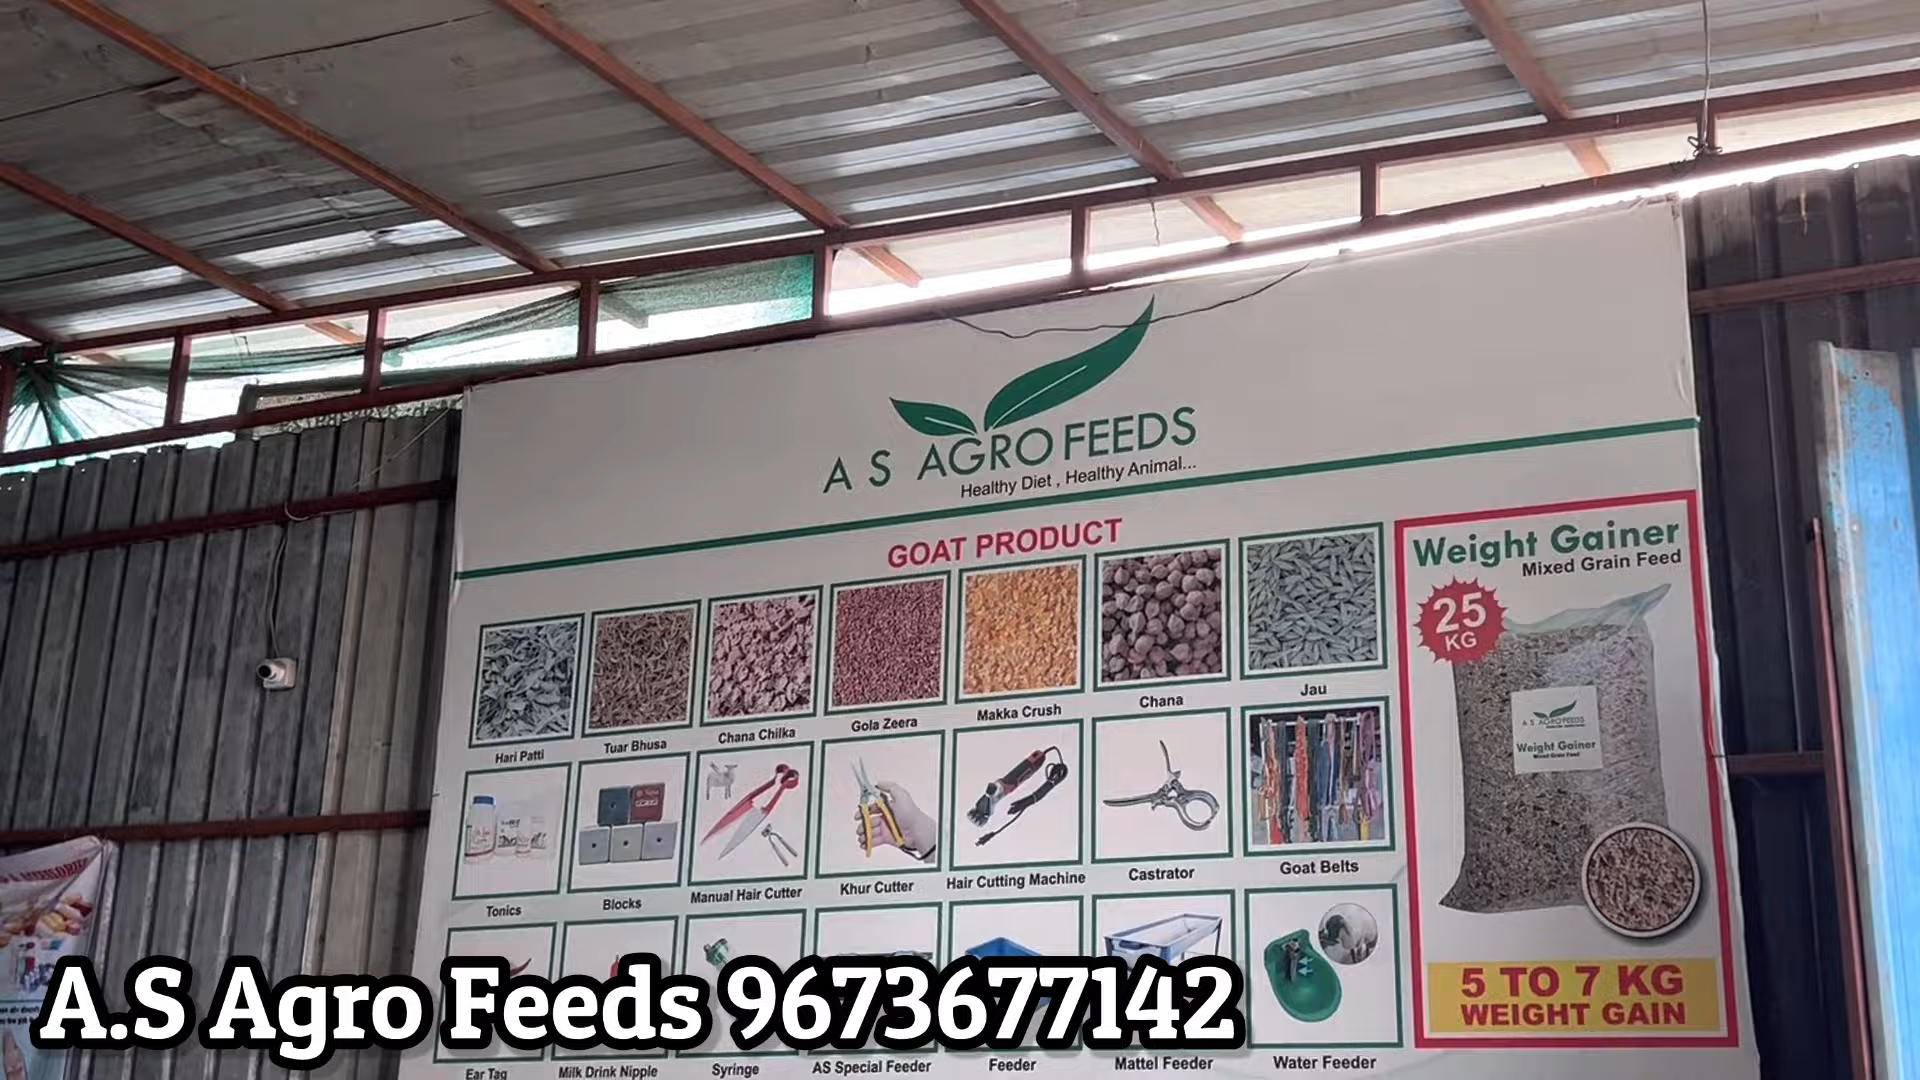 A S AGRO FEEDS
Healthy Diet , Healthy Animal...
GOAT PRODUCT
Hari Patti
Tuar Bhusa
Chana Chilka
Gola Zeera
Makka Crush
Chana
Jau
Tonics
Blocks
Manual Hair Cutter
Khur Cutter
Hair Cutting Machine
Castrator
Goat Belts
Ear Tag
Milk Drink Nipple
Syringe
AS Special Feeder
Feeder
Mattel Feeder
Water Feeder
Weight Gainer
Mixed Grain Feed
25
KG
A S AGRO FEEDS
Weight Gainer
Mixed Grain Feed
5 TO 7 KG
WEIGHT GAIN
A.S Agro Feeds 9673677142